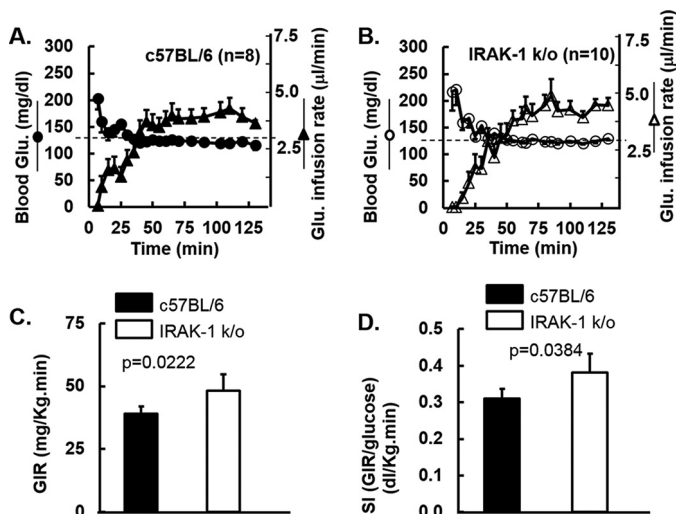 A.
c57BL/6 (n=8)
Blood Glu. (mg/dl)
300
250
200
150
100
50
0
0
25
50
75
100
125
Time (min)
7.5
5.0
2.5
Glu. infusion rate (µl/min)
B.
IRAK-1 k/o (n=10)
Blood Glu. (mg/dl)
300
250
200
150
100
50
0
0
25
50
75
100
125
Time (min)
7.5
5.0
2.5
Glu. infusion rate (µl/min)
C.
c57BL/6
IRAK-1 k/o
p=0.0222
GIR (mg/Kg.min)
75
50
25
0
D.
c57BL/6
IRAK-1 k/o
p=0.0384
SI (GIR/glucose)
(dl/Kg.min)
0.5
0.4
0.3
0.2
0.1
0.0